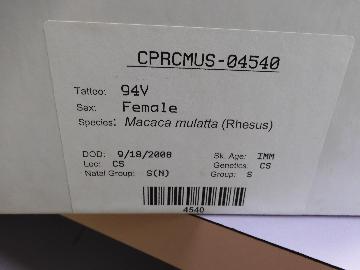 CPRCMUS-04540
Tattoo: 94V
Sex: Female
Species: Macaca mulatta (Rhesus)
DOD: 9/18/2008 Sk. Age: IMM
Loc: CS Genetics: CS
Natal Group: S(N) Group: S
4540